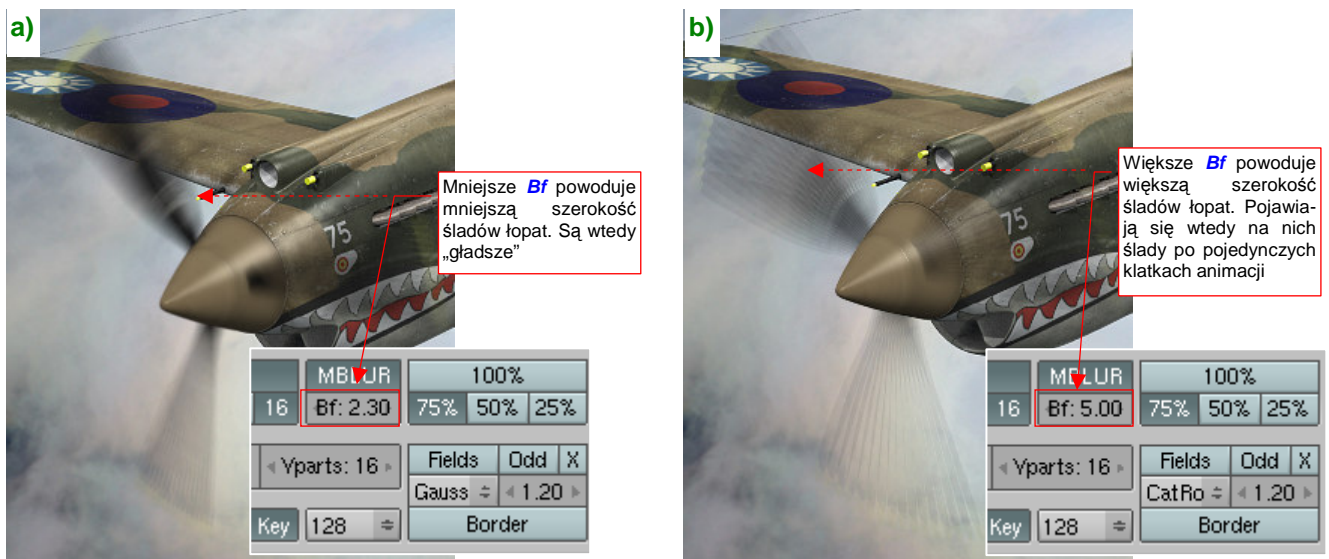 a)
75
Mniejsze Bf powoduje
mniejszą szerokość
śladów łopat. Są wtedy
„gładsze”
MBLUR
100%
16
Bf: 2.30
75%
50%
25%
Yparts: 16
Fields
Odd
X
Gauss
1.20
Key
128
Border
b)
75
Większe Bf powoduje
większą szerokość
śladów łopat. Pojawia-
ją się wtedy na nich
ślady po pojedynczych
klatkach animacji
MBLUR
100%
16
Bf: 5.00
75%
50%
25%
Yparts: 16
Fields
Odd
X
CatRo
1.20
Key
128
Border